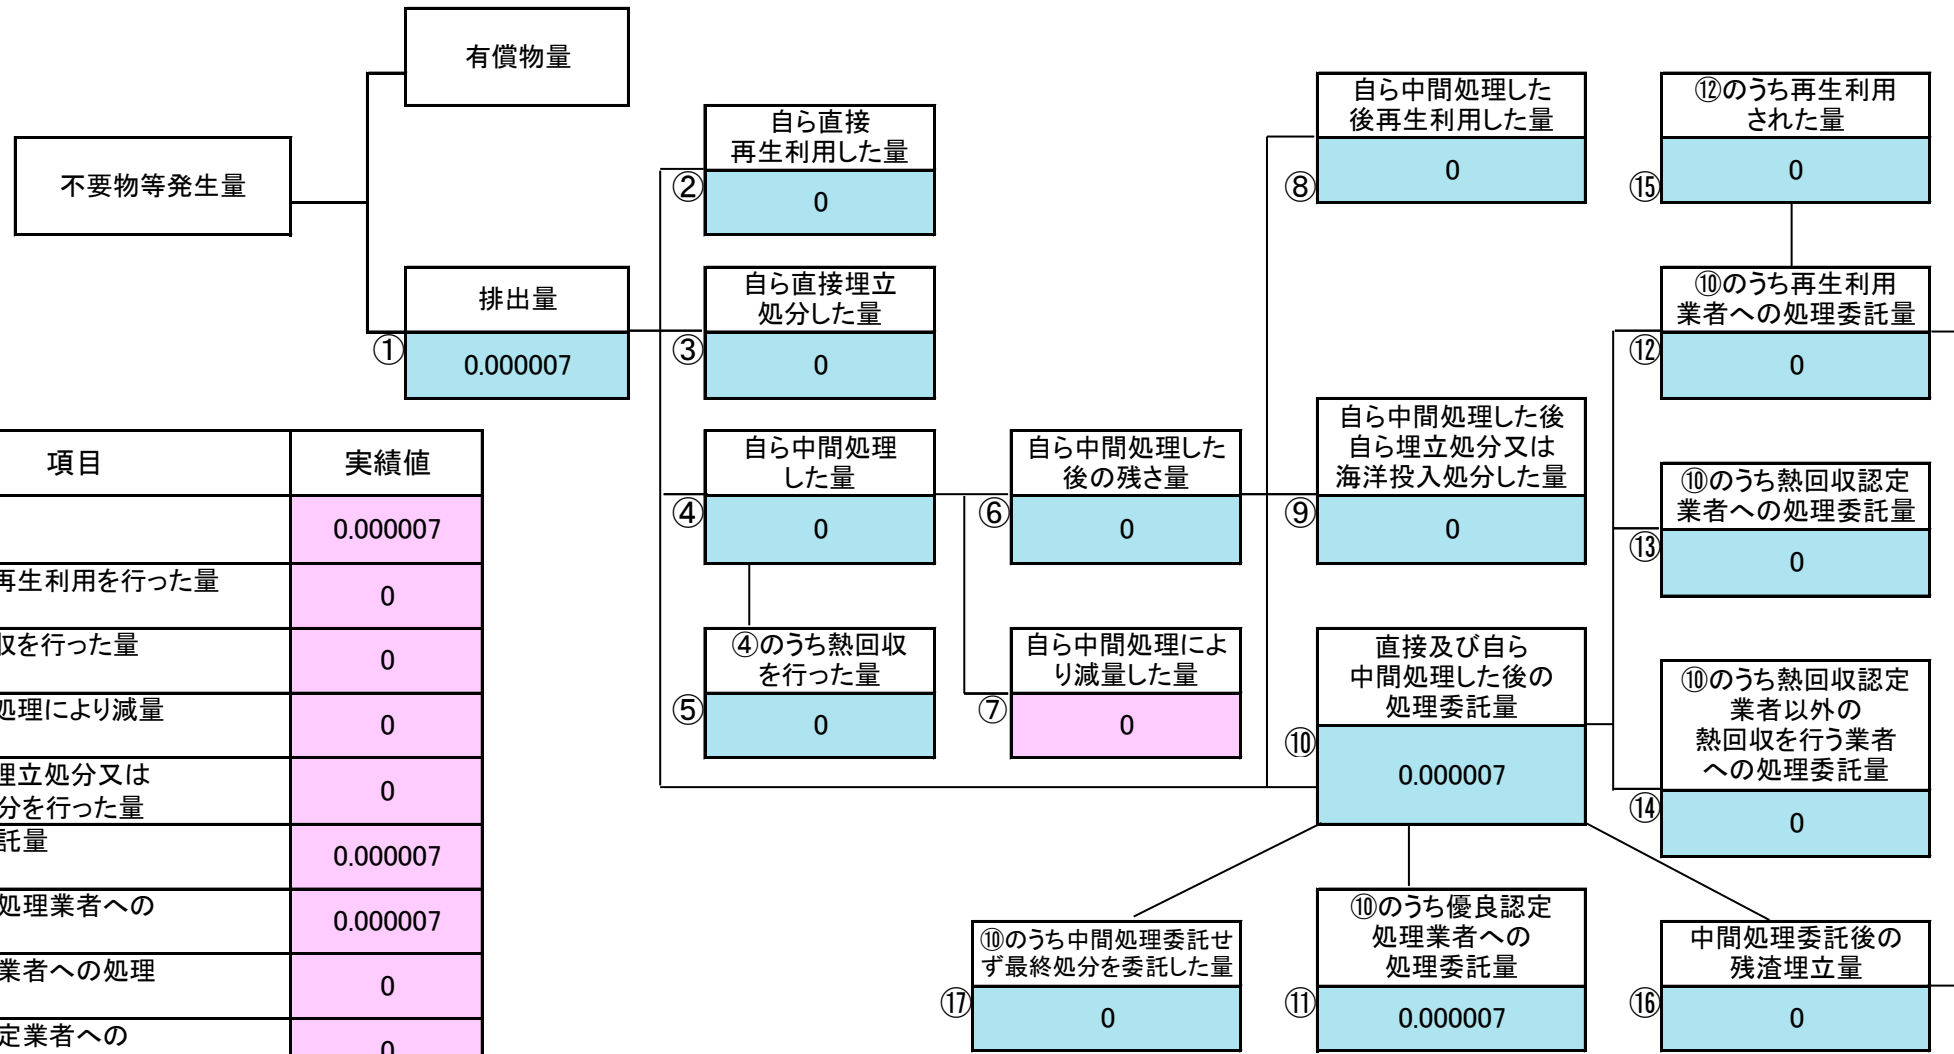 有償物量
不要物等発生量
排出量
①
0.000007
自ら直接
再生利用した量
②
0
自ら直接埋立
処分した量
③
0
自ら中間処理
した量
④
0
④のうち熱回収
を行った量
⑤
0
自ら中間処理した
後の残さ量
⑥
0
自ら中間処理によ
り減量した量
⑦
0
自ら中間処理した
後再生利用した量
⑧
0
自ら中間処理した後
自ら埋立処分又は
海洋投入処分した量
⑨
0
直接及び自ら
中間処理した後の
処理委託量
⑩
0.000007
⑩のうち優良認定
処理業者への
処理委託量
⑪
0.000007
⑫のうち再生利用
された量
⑮
0
⑩のうち再生利用
業者への処理委託量
⑫
0
⑩のうち熱回収認定
業者への処理委託量
⑬
0
⑩のうち熱回収認定
業者以外の
熱回収を行う業者
への処理委託量
⑭
0
中間処理委託後の
残渣埋立量
⑯
0
⑩のうち中間処理委託せ
ず最終処分を委託した量
⑰
0
項目 実績値
0.000007
再生利用を行った量
0
収を行った量
0
処理により減量
0
埋立処分又は
分を行った量
0
託量
0.000007
処理業者への
0.000007
業者への処理
0
定業者への
0